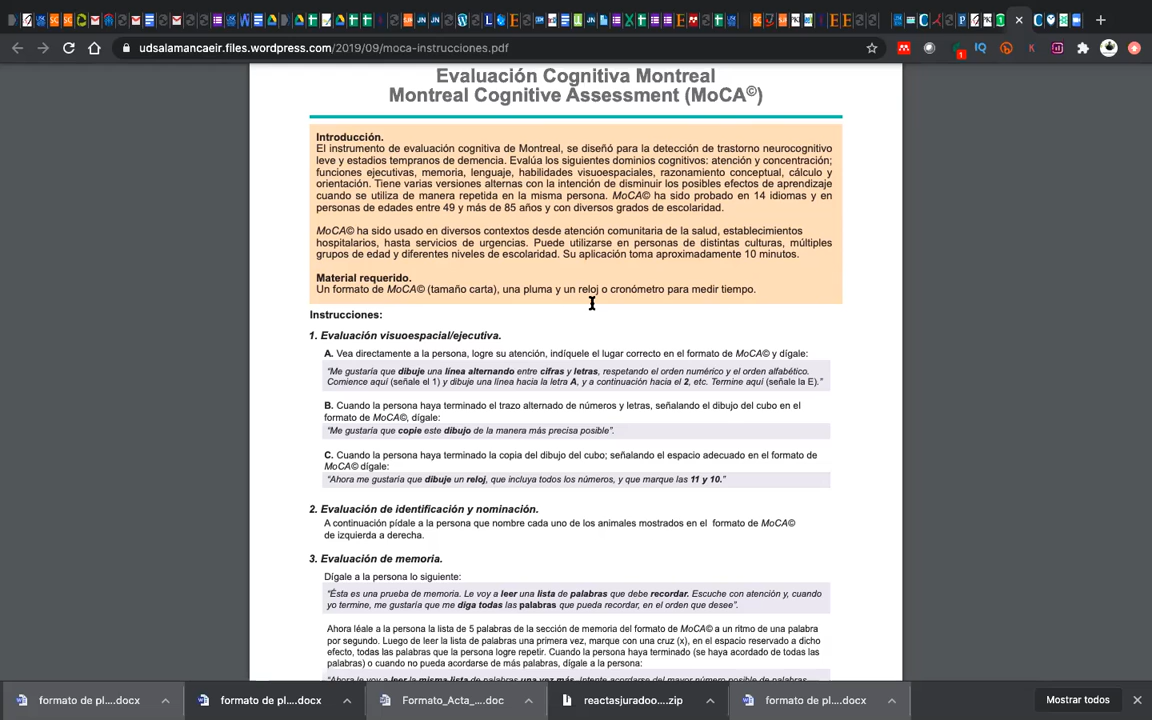 udsalamancaeir.files.wordpress.com/2019/09/moca-instrucciones.pdf
Evaluación Cognitiva Montreal
Montreal Cognitive Assessment (MoCA©)
Introducción.
El instrumento de evaluación cognitiva de Montreal, se diseñó para la detección de trastorno neurocognitivo
leve y estadios tempranos de demencia. Evalúa los siguientes dominios cognitivos: atención y concentración;
funciones ejecutivas, memoria, lenguaje, habilidades visuoespaciales, razonamiento conceptual, cálculo y
orientación. Tiene varias versiones alternas con la intención de disminuir los posibles efectos de aprendizaje
cuando se utiliza de manera repetida en la misma persona. MoCA© ha sido probado en 14 idiomas y en
personas de edades entre 49 y más de 85 años y con diversos grados de escolaridad.
MoCA© ha sido usado en diversos contextos desde atención comunitaria de la salud, establecimientos
hospitalarios, hasta servicios de urgencias. Puede utilizarse en personas de distintas culturas, múltiples
grupos de edad y diferentes niveles de escolaridad. Su aplicación toma aproximadamente 10 minutos.
Material requerido.
Un formato de MoCA© (tamaño carta), una pluma y un reloj o cronómetro para medir tiempo.
Instrucciones:
1. Evaluación visuoespacial/ejecutiva.
A. Vea directamente a la persona, logre su atención, indíquele el lugar correcto en el formato de MoCA© y dígale:
“Me gustaría que dibuje una línea alternando entre cifras y letras, respetando el orden numérico y el orden alfabético.
Comience aquí (señale el 1) y dibuje una línea hacia la letra A, y a continuación hacia el 2, etc. Termine aquí (señale la E).”
B. Cuando la persona haya terminado el trazo alternado de números y letras, señalando el dibujo del cubo en el
formato de MoCA©, dígale:
“Me gustaría que copie este dibujo de la manera más precisa posible”.
C. Cuando la persona haya terminado la copia del dibujo del cubo; señalando el espacio adecuado en el formato de
MoCA© dígale:
“Ahora me gustaría que dibuje un reloj, que incluya todos los números, y que marque las 11 y 10.”
2. Evaluación de identificación y nominación.
A continuación pídale a la persona que nombre cada uno de los animales mostrados en el formato de MoCA©
de izquierda a derecha.
3. Evaluación de memoria.
Dígale a la persona lo siguiente:
“Ésta es una prueba de memoria. Le voy a leer una lista de palabras que debe recordar. Escuche con atención y, cuando
yo termine, me gustaría que me diga todas las palabras que pueda recordar, en el orden que desee”.
Ahora léale a la persona la lista de 5 palabras de la sección de memoria del formato de MoCA© a un ritmo de una palabra
por segundo. Luego de leer la lista de palabras una primera vez, marque con una cruz (x), en el espacio reservado a dicho
efecto, todas las palabras que la persona logre repetir. Cuando la persona haya terminado (se haya acordado de todas las
palabras) o cuando no pueda acordarse de más palabras, dígale a la persona:
“Ahora le voy a leer la misma lista de palabras una vez más. Intente acordarse del mayor número posible de palabras,
formato de pl....docx
formato de pl....docx
Formato_Acta_....doc
reactasjuradoo....zip
formato de pl....docx
Mostrar todos